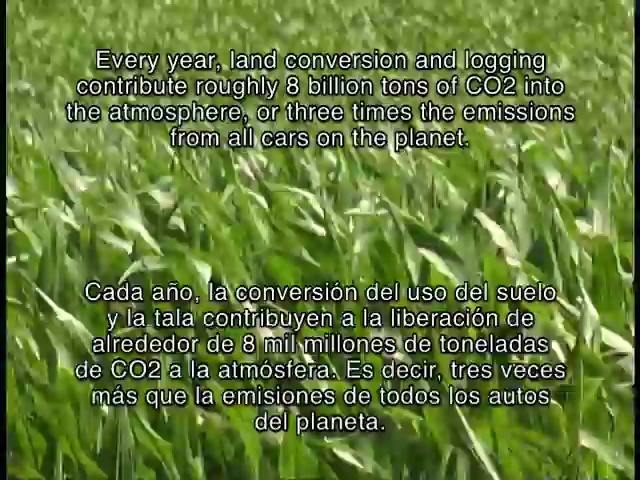 Every year, land conversion and logging
contribute roughly 8 billion tons of CO2 into
the atmosphere, or three times the emissions
from all cars on the planet.
Cada año, la conversión del uso del suelo
y la tala contribuyen a la liberación de
alrededor de 8 mil millones de toneladas
de CO2 a la atmósfera. Es decir, tres veces
más que la emisiones de todos los autos
del planeta.